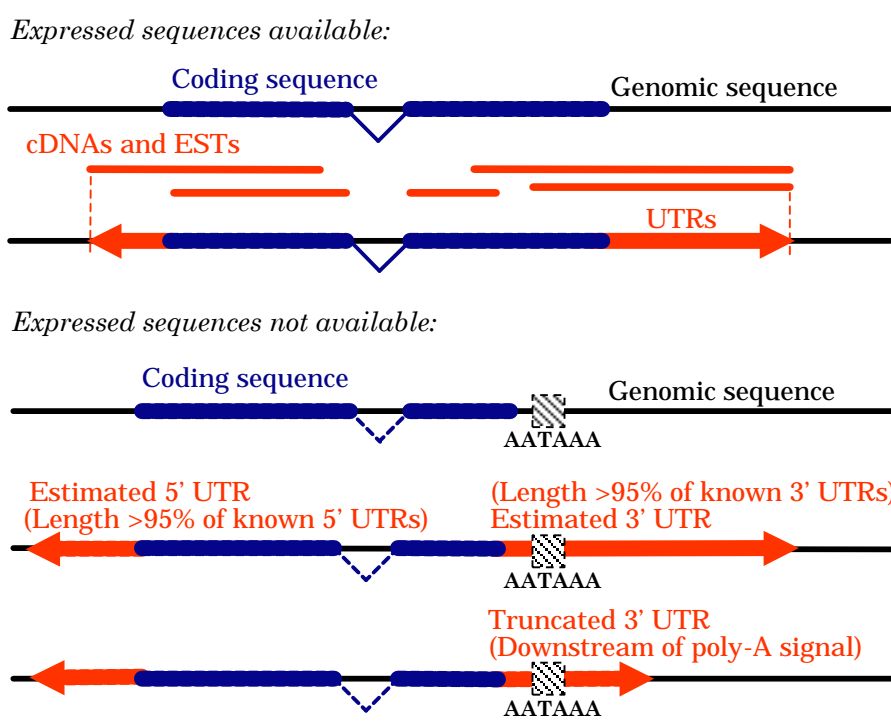 Expressed sequences available:
Coding sequence
Genomic sequence
cDNAs and ESTs
UTRs
Expressed sequences not available:
Coding sequence
Genomic sequence
AATAAA
Estimated 5' UTR
(Length >95% of known 5' UTRs)
(Length >95% of known 3' UTRs)
Estimated 3' UTR
AATAAA
Truncated 3' UTR
(Downstream of poly-A signal)
AATAAA